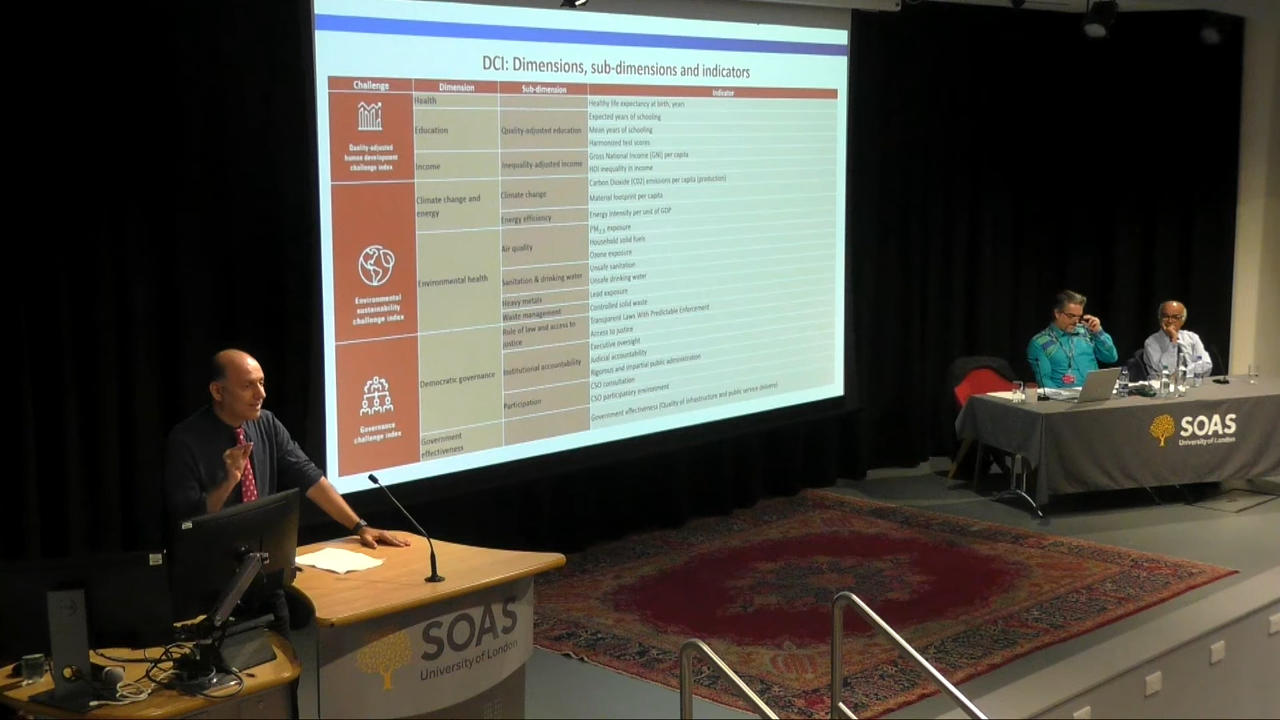 DCI: Dimensions, sub-dimensions and indicators
Challenge
Dimension
Sub-dimension
Indicator
Quality-adjusted
human development
challenge index
Health
Healthy life expectancy at birth, years
Education
Quality-adjusted education
Expected years of schooling
Mean years of schooling
Harmonized test scores
Income
Inequality-adjusted income
Gross National Income (GNI) per capita
HDI inequality in income
Environmental
sustainability
challenge index
Climate change and
energy
Climate change
Carbon Dioxide (CO2) emissions per capita (production)
Material footprint per capita
Energy efficiency
Energy intensity per unit of GDP
Environmental health
Air quality
PM2.5 exposure
Household solid fuels
Ozone exposure
Sanitation & drinking water
Unsafe sanitation
Unsafe drinking water
Heavy metals
Lead exposure
Waste management
Controlled solid waste
Governance
challenge index
Democratic governance
Rule of law and access to
justice
Transparent Laws With Predictable Enforcement
Access to justice
Institutional accountability
Executive oversight
Judicial accountability
Rigorous and impartial public administration
Participation
CSO consultation
CSO participatory environment
Government
effectiveness
Government effectiveness (Quality of infrastructure and public service delivery)
SOAS
University of London
SOAS
University of London